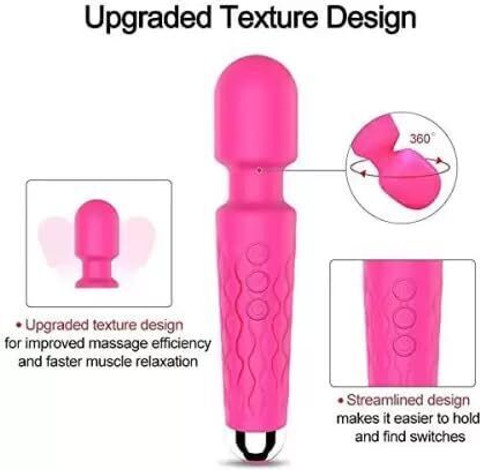 Upgraded Texture Design
360°
• Upgraded texture design
for improved massage efficiency
and faster muscle relaxation
• Streamlined design
makes it easier to hold
and find switches